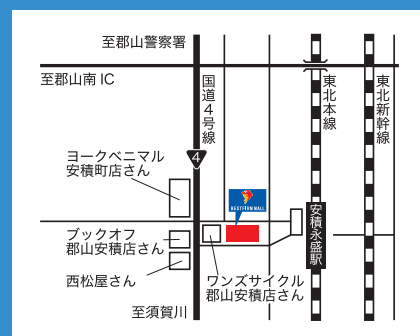 至郡山警察署
至郡山南IC
国道4号線
東北本線
東北新幹線
4
ヨークベニマル
安積町店さん
BESTFIRM MALL
安積永盛駅
ブックオフ
郡山安積店さん
西松屋さん
ワンズサイクル
郡山安積店さん
至須賀川